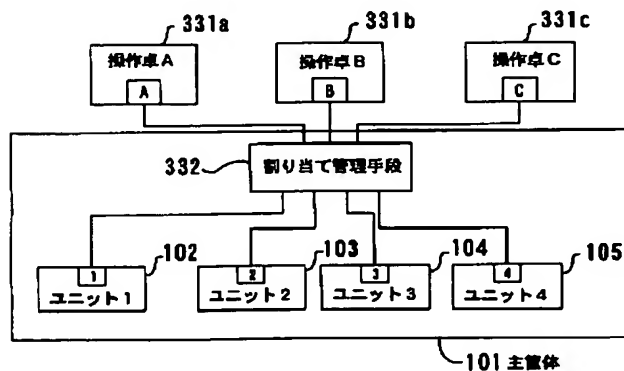 331a
331b
331c
操作卓A
操作卓B
操作卓C
A
B
C
332
割り当て管理手段
1
102
2
103
3
104
4
105
ユニット1
ユニット2
ユニット3
ユニット4
101 主筐体